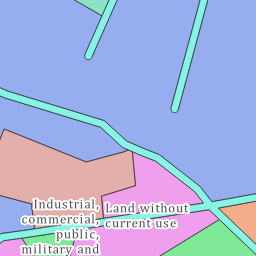 Industrial,
commercial,
public,
military and
Land without
current use